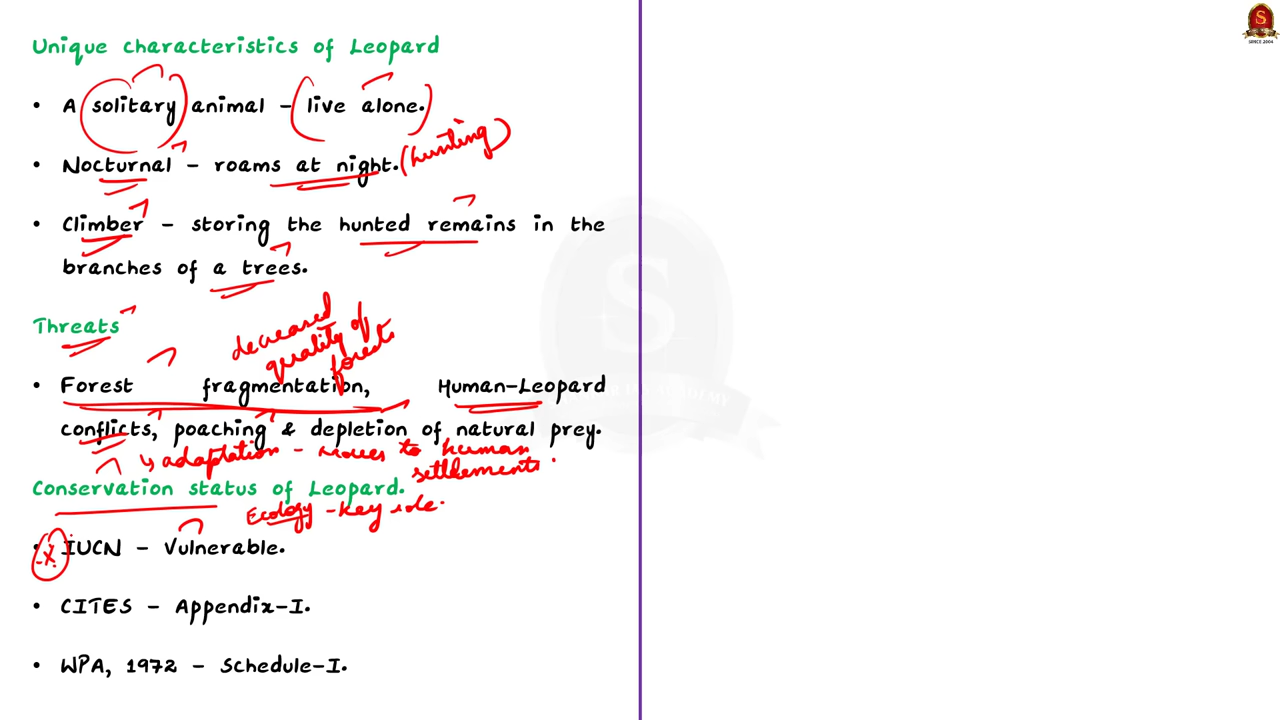 Unique characteristics of Leopard
• A solitary animal – live alone.
• Nocturnal – roams at night. (hunting)
• Climber – storing the hunted remains in the
branches of a trees.
Threats
decreased
quality of
forests
• Forest fragmentation, Human-Leopard
conflicts, poaching & depletion of natural prey.
↳ adaptation – moves to human
settlements.
Conservation status of Leopard.
Ecology – key role.
• IUCN – Vulnerable.
• CITES – Appendix-I.
• WPA, 1972 – Schedule-I.
S
SINCE 2004
S